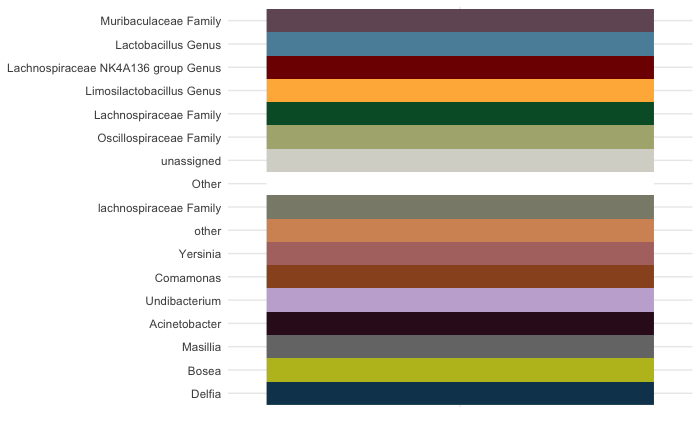 Muribaculaceae Family
Lactobacillus Genus
Lachnospiraceae NK4A136 group Genus
Limosilactobacillus Genus
Lachnospiraceae Family
Oscillospiraceae Family
unassigned
Other
lachnospiraceae Family
other
Yersinia
Comamonas
Undibacterium
Acinetobacter
Masillia
Bosea
Delfia